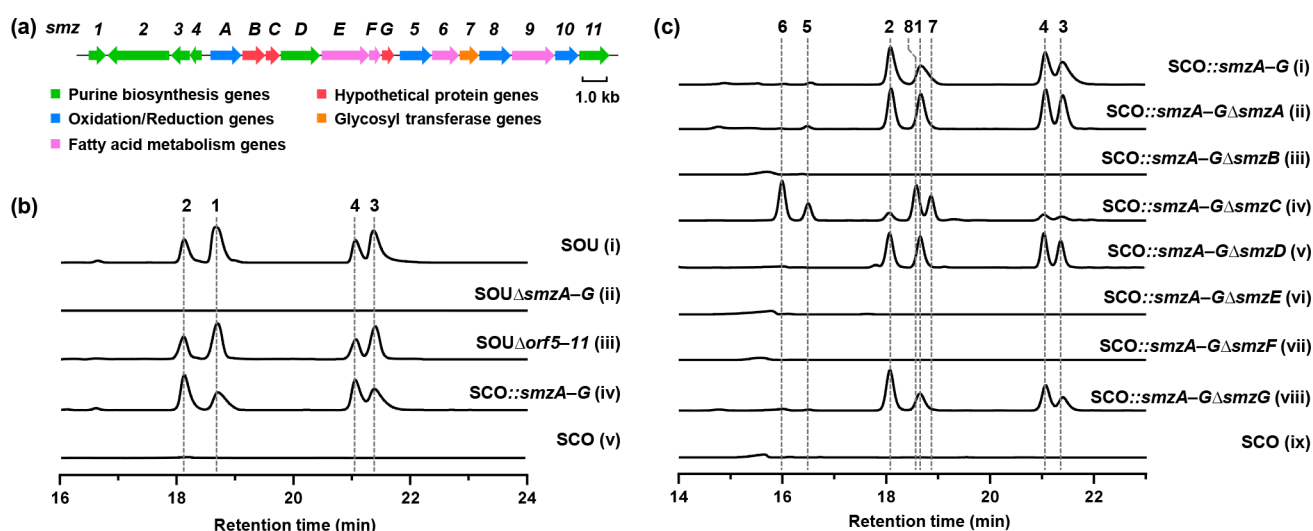 (a) smz 1 2 3 4 A B C D E F G 5 6 7 8 9 10 11
Purine biosynthesis genes
Hypothetical protein genes
1.0 kb
Oxidation/Reduction genes
Glycosyl transferase genes
Fatty acid metabolism genes
(b)
2 1 4 3
SOU (i)
SOUΔsmzA–G (ii)
SOUΔorf5–11 (iii)
SCO::smzA–G (iv)
SCO (v)
16 18 20 22 24
Retention time (min)
(c)
6 5 2 8 1 7 4 3
SCO::smzA–G (i)
SCO::smzA–GΔsmzA (ii)
SCO::smzA–GΔsmzB (iii)
SCO::smzA–GΔsmzC (iv)
SCO::smzA–GΔsmzD (v)
SCO::smzA–GΔsmzE (vi)
SCO::smzA–GΔsmzF (vii)
SCO::smzA–GΔsmzG (viii)
SCO (ix)
14 16 18 20 22
Retention time (min)